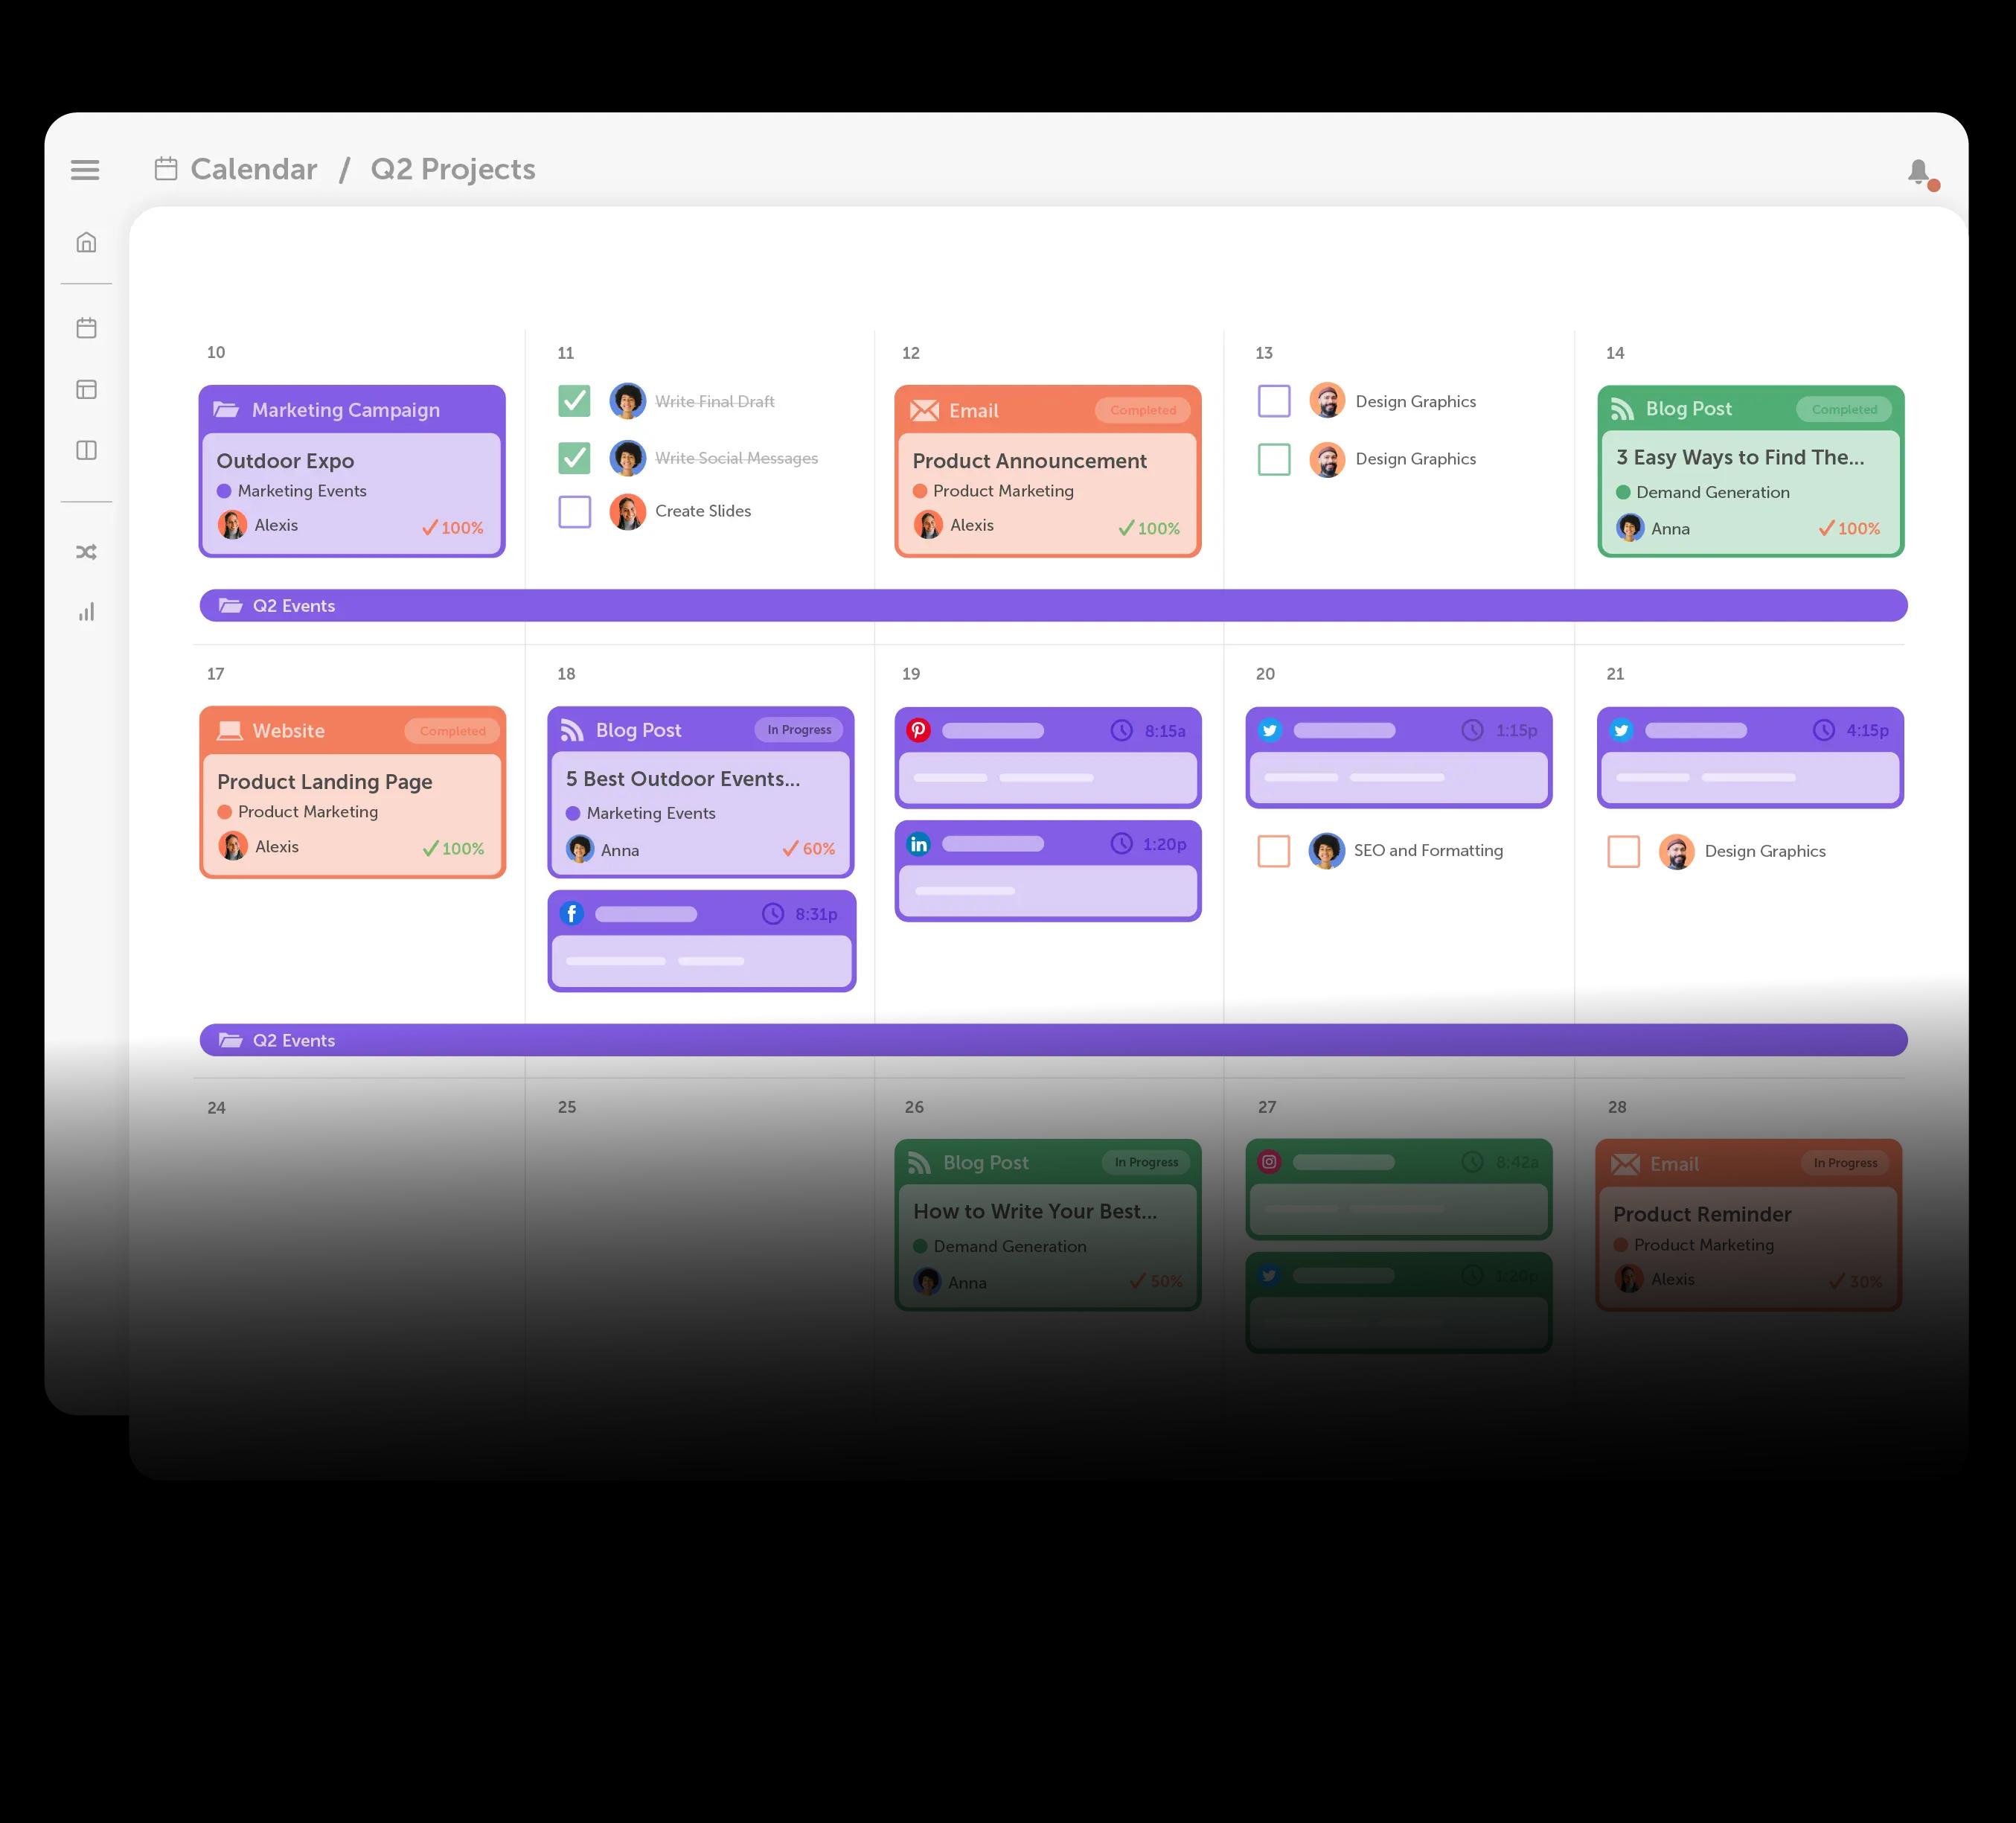 Calendar / Q2 Projects
10
11
12
13
14
Marketing Campaign
Outdoor Expo
Marketing Events
Alexis
100%
Write Final Draft
Write Social Messages
Create Slides
Email
Completed
Product Announcement
Product Marketing
Alexis
100%
Design Graphics
Design Graphics
Blog Post
Completed
3 Easy Ways to Find The...
Demand Generation
Anna
100%
Q2 Events
17
18
19
20
21
Website
Completed
Product Landing Page
Product Marketing
Alexis
100%
Blog Post
In Progress
5 Best Outdoor Events...
Marketing Events
Anna
60%
8:31p
8:15a
in
1:20p
1:15p
SEO and Formatting
4:15p
Design Graphics
Q2 Events
24
25
26
27
28
Blog Post
In Progress
How to Write Your Best...
Demand Generation
Anna
50%
8:42a
Email
In Progress
Product Reminder
Product Marketing
Alexis
30%